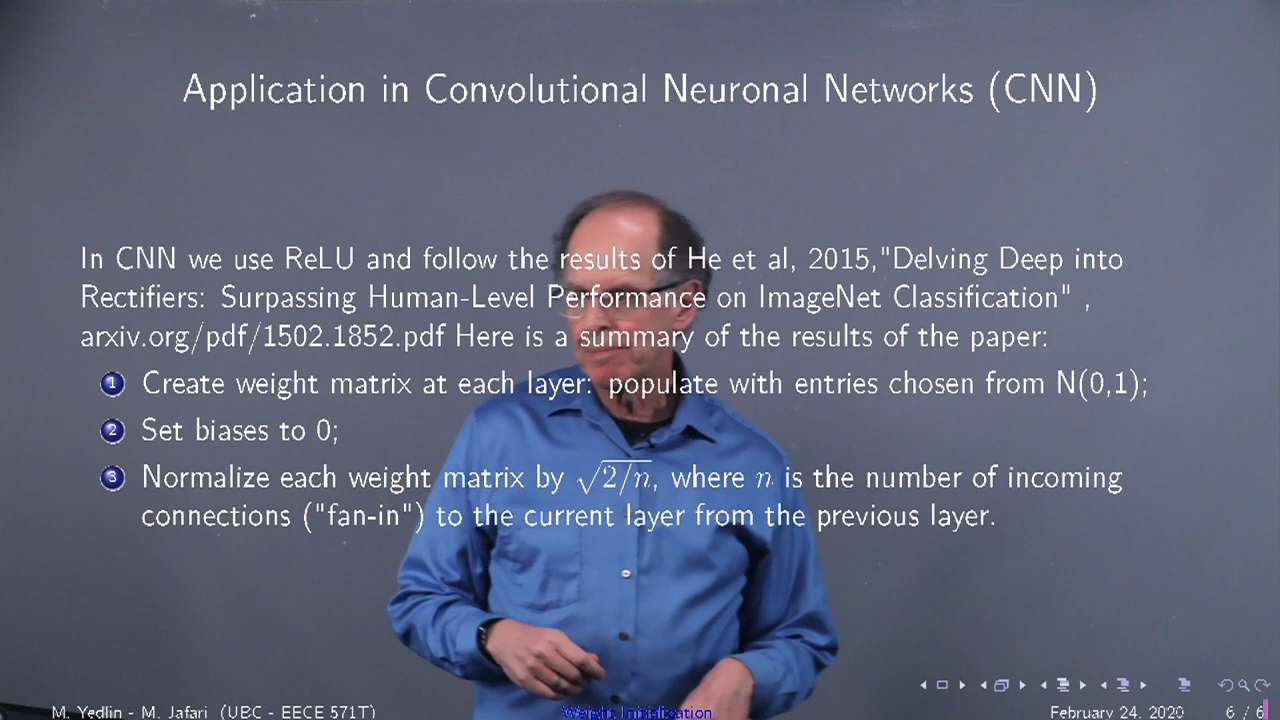 Application in Convolutional Neuronal Networks (CNN)
In CNN we use ReLU and follow the results of He et al, 2015,"Delving Deep into
Rectifiers: Surpassing Human-Level Performance on ImageNet Classification" ,
arxiv.org/pdf/1502.1852.pdf Here is a summary of the results of the paper:
1 Create weight matrix at each layer: populate with entries chosen from N(0,1);
2 Set biases to 0;
3 Normalize each weight matrix by √2/n, where n is the number of incoming
connections ("fan-in") to the current layer from the previous layer.
M. Yedlin - M. Jafari (UBC - EECE 571T) Weight Initialization February 24, 2020 6 / 6